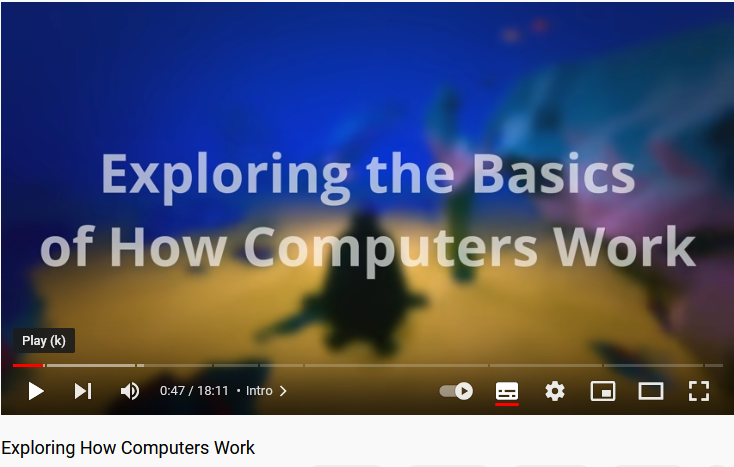 Exploring the Basics
of How Computers Work
Play (k)
0:47 / 18:11 • Intro
Exploring How Computers Work